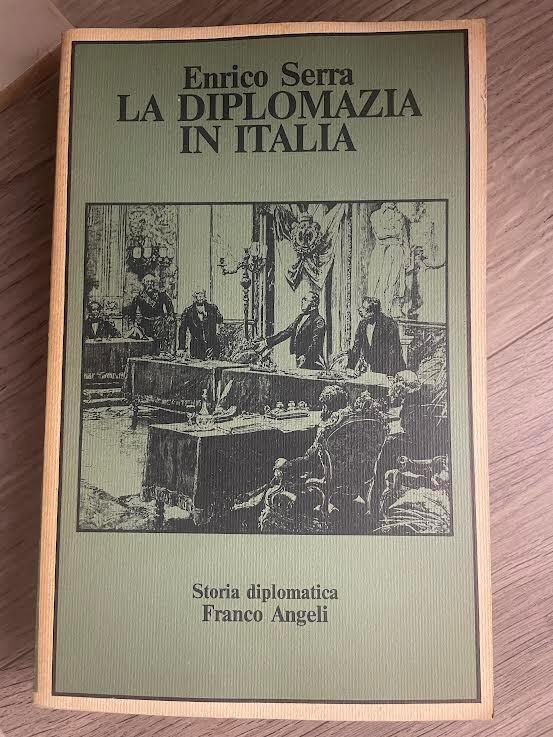 Enrico Serra
LA DIPLOMAZIA
IN ITALIA
Storia diplomatica
Franco Angeli